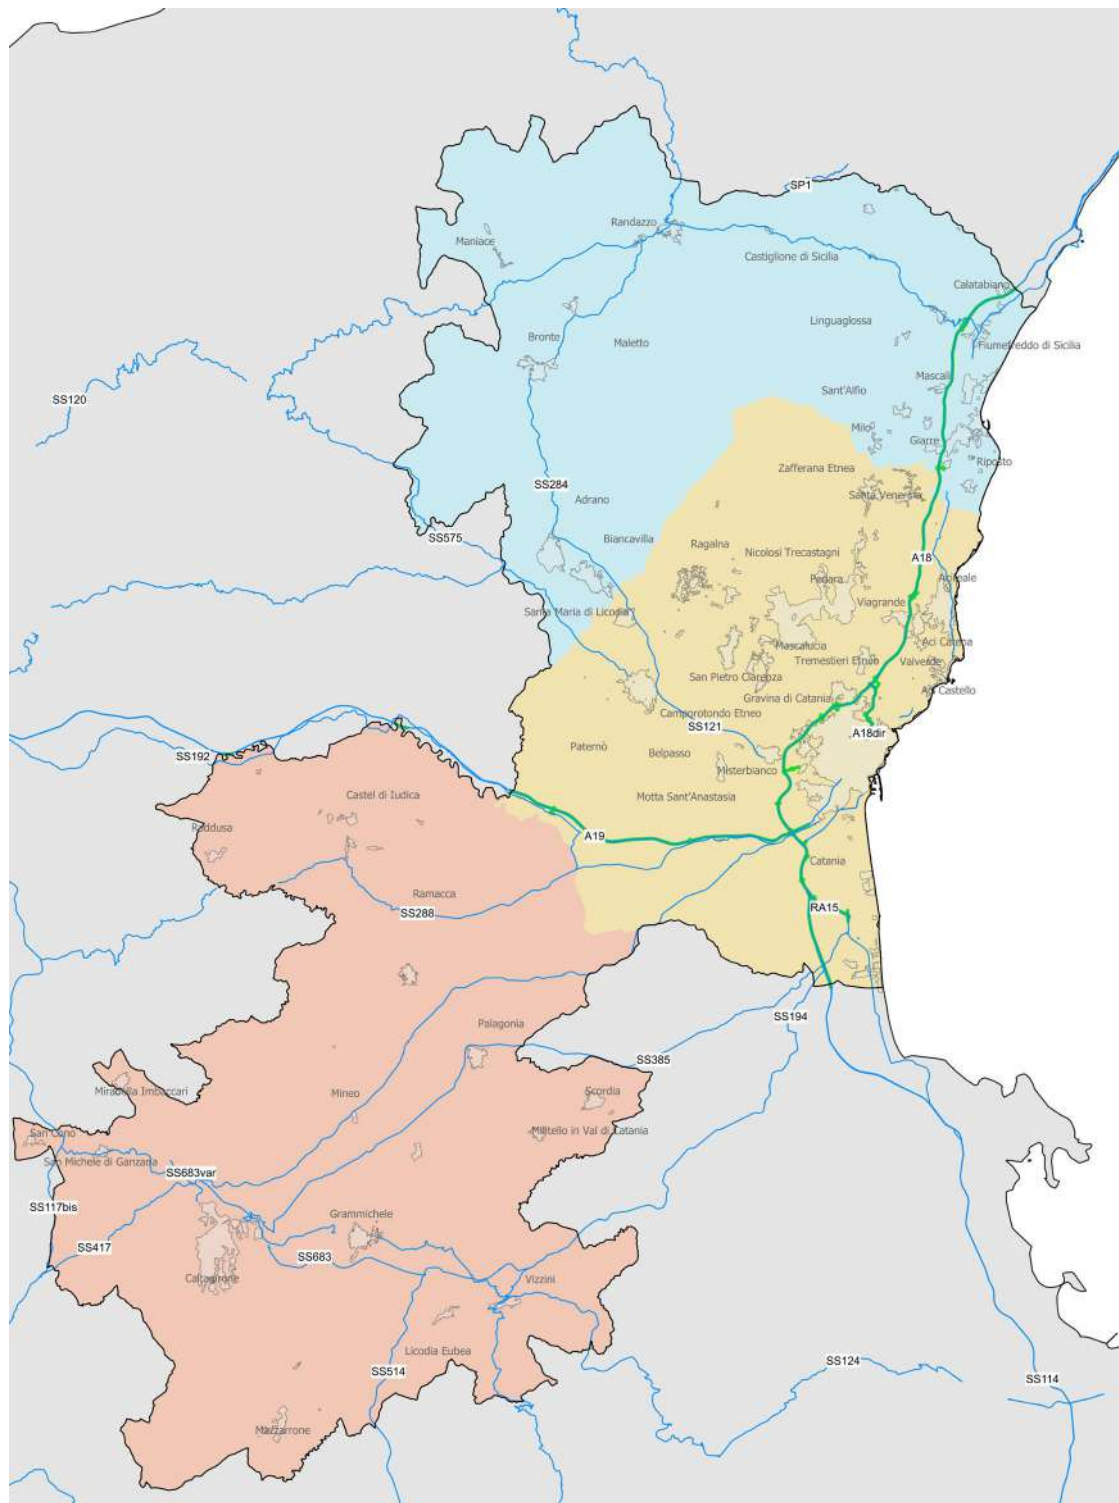 SP1
Randazzo
Maniace
Castiglione di Sicilia
Calatabiano
Linguaglossa
Bronte
Maletto
Fiumefreddo di Sicilia
Mascali
SS120
Sant'Alfio
Milo
Giarre
Riposto
Zafferana Etnea
SS284
Santa Venerina
Adrano
SS575
Biancavilla
Ragalna
Nicolosi Trecastagni
A18
Pedara
Acireale
Viagrande
Santa Maria di Licodia
Mascalucia
Aci Catena
Tremestieri Etneo
Valverde
San Pietro Clarenza
Gravina di Catania
Aci Castello
Camporotondo Etneo
SS121
A18dir
SS192
Paternò
Belpasso
Misterbianco
Castel di Iudica
Motta Sant'Anastasia
Raddusa
A19
Catania
Ramacca
SS288
RA15
SS194
Palagonia
SS385
Mirabella Imbaccari
Mineo
Scordia
San Cono
Militello in Val di Catania
San Michele di Ganzaria
SS683var
SS117bis
Grammichele
SS417
SS683
Caltagirone
Vizzini
Licodia Eubea
SS124
SS514
SS114
Mazzarrone